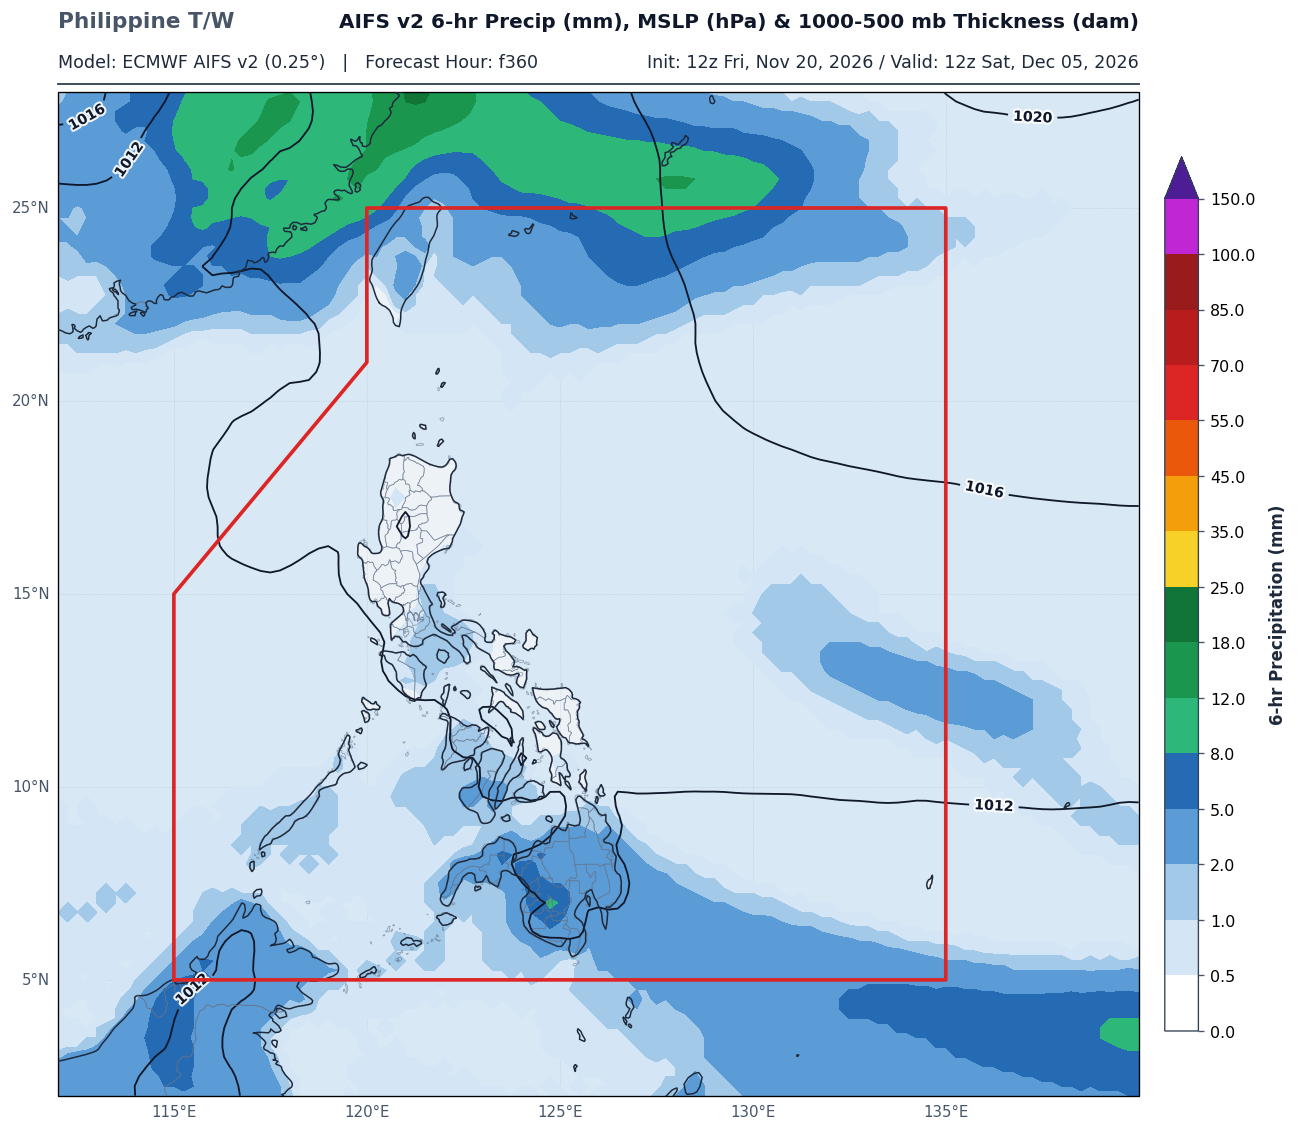 Philippine T/W
AIFS v2 6-hr Precip (mm), MSLP (hPa) & 1000-500 mb Thickness (dam)
Model: ECMWF AIFS v2 (0.25°) | Forecast Hour: f360
Init: 12z Fri, Nov 20, 2026 / Valid: 12z Sat, Dec 05, 2026
1016
1012
1020
1016
1012
1012
25°N
20°N
15°N
10°N
5°N
115°E
120°E
125°E
130°E
135°E
150.0
100.0
85.0
70.0
55.0
45.0
35.0
25.0
18.0
12.0
8.0
5.0
2.0
1.0
0.5
0.0
6-hr Precipitation (mm)